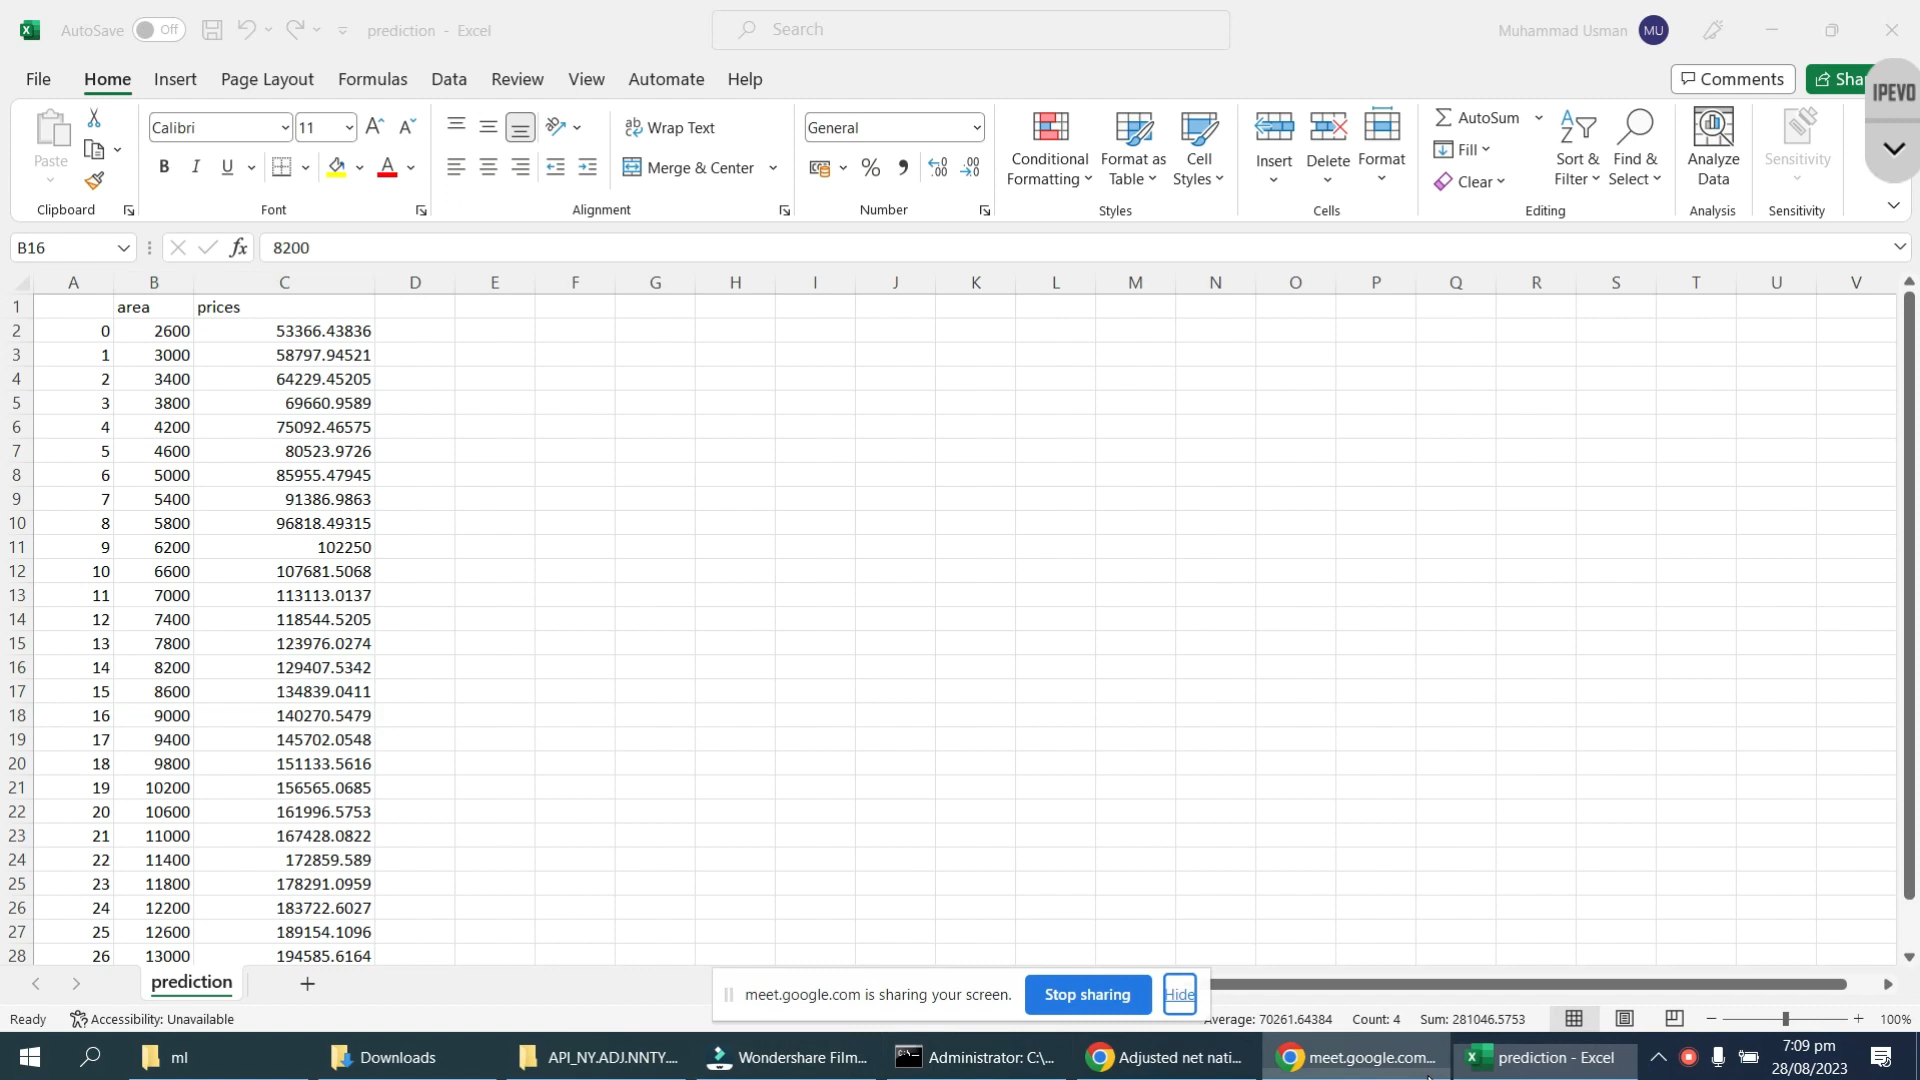 AutoSave Off prediction - Excel Search Muhammad Usman MU
File Home Insert Page Layout Formulas Data Review View Automate Help Comments Shar
IPEVO
Paste Calibri 11 Wrap Text General Conditional Formatting Format as Table Cell Styles Insert Delete Format AutoSum Sort & Filter Find & Select Analyze Data Sensitivity
B I U A Merge & Center % Fill Clear
Clipboard Font Alignment Number Styles Cells Editing Analysis Sensitivity
B16 fx 8200
A B C D E F G H I J K L M N O P Q R S T U V
1 area prices
2 0 2600 53366.43836
3 1 3000 58797.94521
4 2 3400 64229.45205
5 3 3800 69660.9589
6 4 4200 75092.46575
7 5 4600 80523.9726
8 6 5000 85955.47945
9 7 5400 91386.9863
10 8 5800 96818.49315
11 9 6200 102250
12 10 6600 107681.5068
13 11 7000 113113.0137
14 12 7400 118544.5205
15 13 7800 123976.0274
16 14 8200 129407.5342
17 15 8600 134839.0411
18 16 9000 140270.5479
19 17 9400 145702.0548
20 18 9800 151133.5616
21 19 10200 156565.0685
22 20 10600 161996.5753
23 21 11000 167428.0822
24 22 11400 172859.589
25 23 11800 178291.0959
26 24 12200 183722.6027
27 25 12600 189154.1096
28 26 13000 194585.6164
prediction
meet.google.com is sharing your screen. Stop sharing Hide
Ready Accessibility: Unavailable Average: 70261.64384 Count: 4 Sum: 281046.5753 100%
ml Downloads API_NY.ADJ.NNTY.... Wondershare Film... Administrator: C:\... Adjusted net nati... meet.google.com... prediction - Excel 7:09 pm
28/08/2023